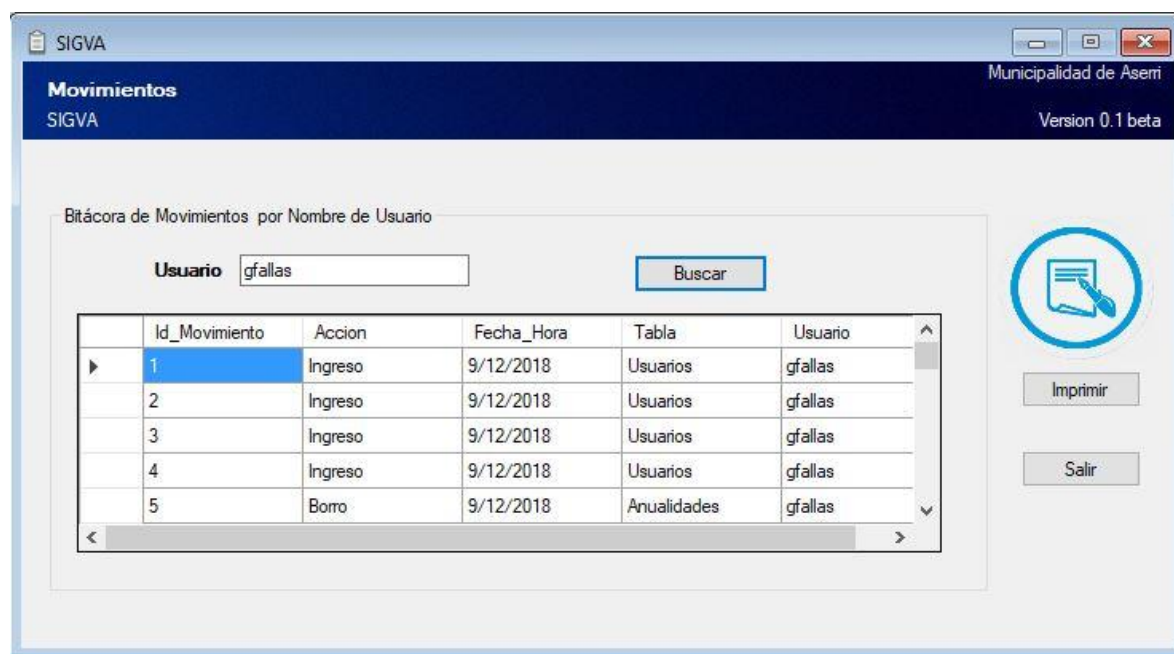 SIGVA
Movimientos
Municipalidad de Aserri
SIGVA
Version 0.1 beta
Bitácora de Movimientos por Nombre de Usuario
Usuario gfallas Buscar
Id_Movimiento Accion Fecha_Hora Tabla Usuario
1 Ingreso 9/12/2018 Usuarios gfallas
2 Ingreso 9/12/2018 Usuarios gfallas
3 Ingreso 9/12/2018 Usuarios gfallas
4 Ingreso 9/12/2018 Usuarios gfallas
5 Borro 9/12/2018 Anualidades gfallas
Imprimir
Salir